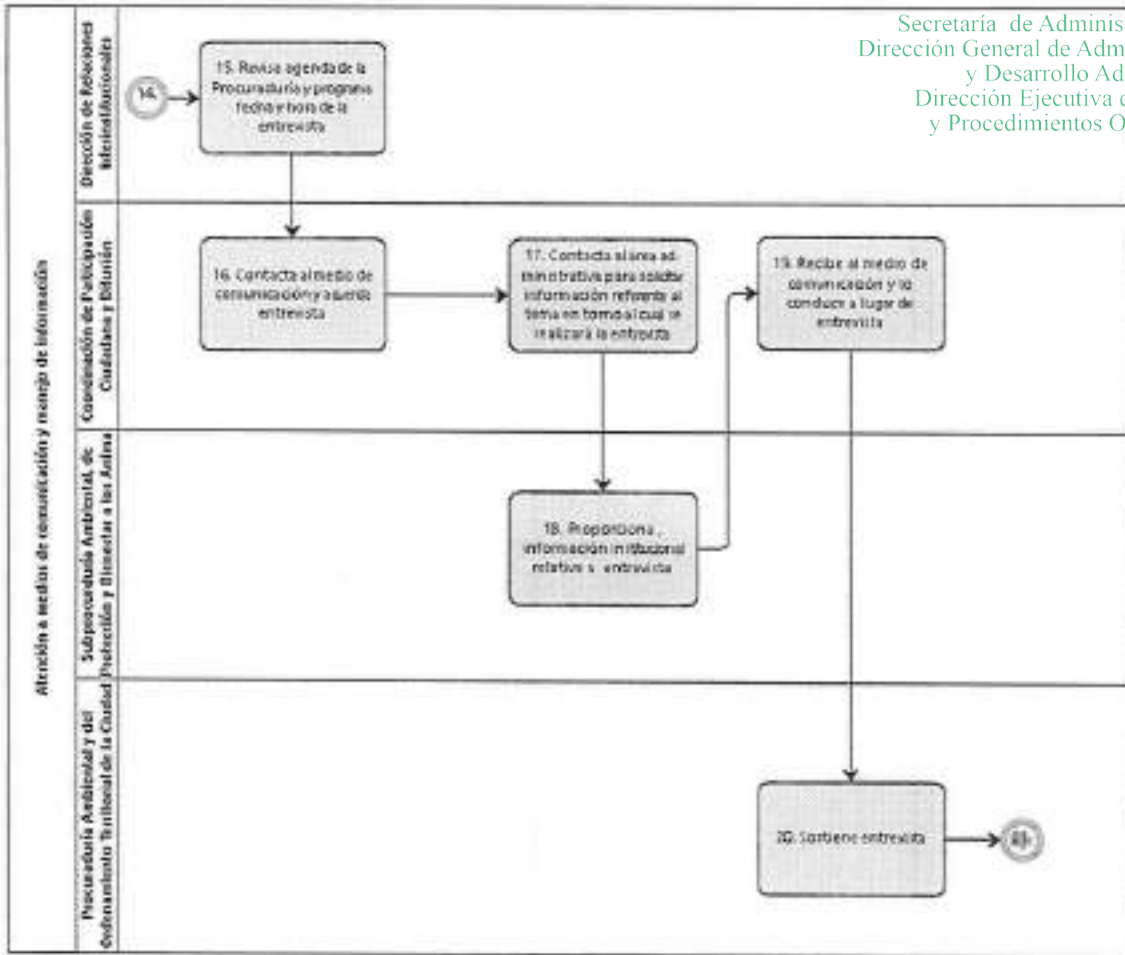 Secretaría de Adminis
Dirección General de Adm
y Desarrollo Ad
Dirección Ejecutiva
y Procedimientos O
Atención a medios de comunicación y manejo de información
Dirección de Relaciones
Interinstitucionales
14.
15. Revisa agenda de la
Procuraduría y programa
fecha y hora de la
entrevista
Coordinación de Participación
Ciudadana y Difusión
16. Contacta al medio de
comunicación y acuerda
entrevista
17. Contacta al area ad-
ministrativa para solicitar
información referente al
tema en torno al cual se
realizará la entrevista
19. Recibe al medio de
comunicación y lo
conduce a lugar de
entrevista
Subprocuraduría Ambiental, de
Protección y Bienestar a los Anima
18. Proporciona ,
información institucional
relativa a entrevista
Procuraduría Ambiental y del
Ordenamiento Territorial de la Ciudad
20. Sostiene entrevista